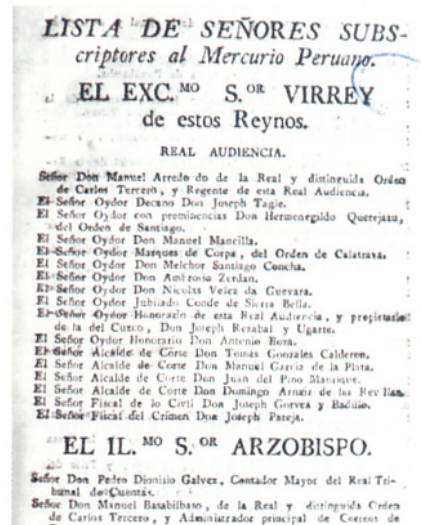 LISTA DE SEÑORES SUBS-
criptores al Mercurio Peruano.
EL EXC.MO S.OR VIRREY
de estos Reynos.
REAL AUDIENCIA.
Señor Don Manuel Arredo do de la Real y distinguida Orden
de Carlos Tercero, y Regente de esta Real Audiencia.
El Señor Oydor Decano Don Joseph Tagle.
El Señor Oydor con preminencias Don Hermenegildo Querejazu,
del Orden de Santiago.
El Señor Oydor Don Manuel Mancilla.
El Señor Oydor Marques de Corpa, del Orden de Calatrava.
El Señor Oydor Don Melchor Santiago Concha.
El Señor Oydor Don Ambrosio Zerdan.
El Señor Oydor Don Nicolas Velez da Guevara.
El Señor Oydor Jubilado Conde de Sierra Bella.
El Señor Oydor Honorario de esta Real Audiencia, y propietario
de la del Cuzco, Don Joseph Rezabal y Ugarte.
El Señor Oydor Honorario Don Antonio Boza.
El Señor Alcalde de Corte Don Tomás Gonzales Calderon.
El Señor Alcalde de Corte Don Manuel Garcia de la Plata.
El Señor Alcalde de Corte Don Juan del Pino Manrique.
El Señor Alcalde de Corte Don Domingo Arnaiz de las Revillas.
El Señor Fiscal de lo Civil Don Joseph Gorvea y Badillo.
El Señor Fiscal del Crimen Don Joseph Pareja.
EL IL.MO S.OR ARZOBISPO.
Señor Don Pedro Dionisio Galvez, Contador Mayor del Real Tri-
bunal de Cuentas.
Señor Don Manuel Basabilbaso, de la Real y distinguida Orden
de Carlos Tercero, y Administrador principal de Correos de